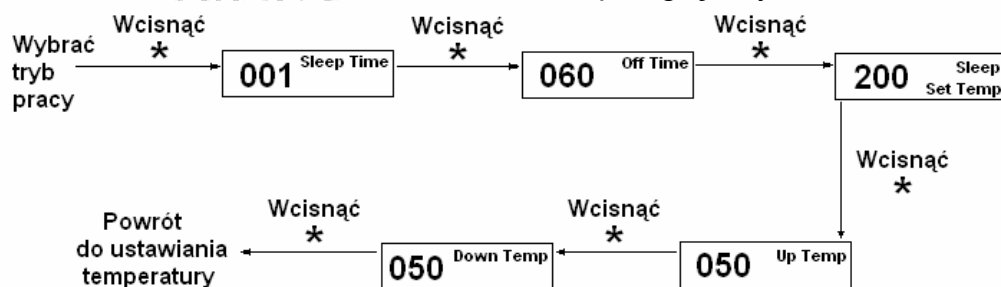 Wcisnąć
*
Wcisnąć
*
Wcisnąć
*
Wybrać
tryb
pracy
001 Sleep Time
060 Off Time
200 Sleep
Set Temp
Wcisnąć
*
050 Up Temp
Wcisnąć
*
050 Down Temp
Wcisnąć
*
Powrót
do ustawiania
temperatury